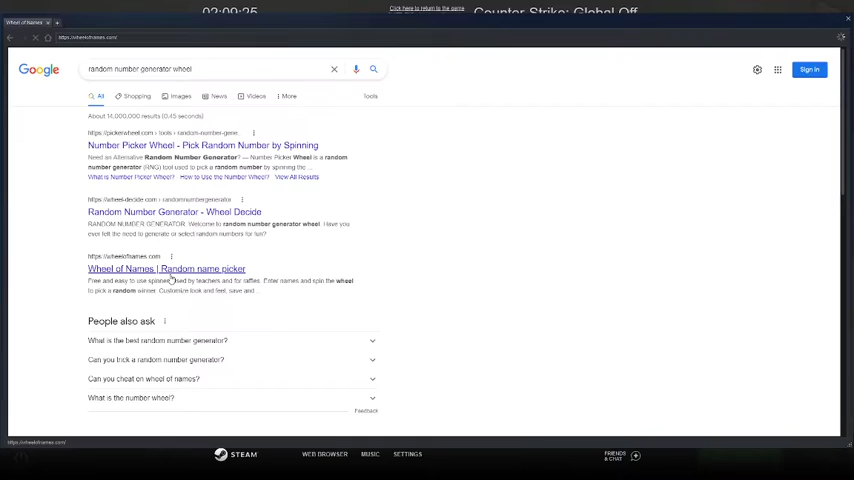 02:09:25
Click here to return to the game
Counter Strike: Global Off
Wheel of Names
https://wheelofnames.com/
Google
random number generator wheel
Sign in
All
Shopping
Images
News
Videos
More
Tools
About 14,000,000 results (0.45 seconds)
https://pickerwheel.com › tools › random-number-gene...
Number Picker Wheel - Pick Random Number by Spinning
Need an Alternative Random Number Generator? — Number Picker Wheel is a random
number generator (RNG) tool used to pick a random number by spinning the ...
What is Number Picker Wheel? · How to Use the Number Wheel? · View All Results
https://wheel-decide.com › randomnumbergenerator
Random Number Generator - Wheel Decide
RANDOM NUMBER GENERATOR. Welcome to random number generator wheel. Have you
ever felt the need to generate or select random numbers for fun?
https://wheelofnames.com
Wheel of Names | Random name picker
Free and easy to use spinner. Used by teachers and for raffles. Enter names and spin the wheel
to pick a random winner. Customize look and feel, save and...
People also ask
What is the best random number generator?
Can you trick a random number generator?
Can you cheat on wheel of names?
What is the number wheel?
Feedback
https://wheelofnames.com/
STEAM
WEB BROWSER
MUSIC
SETTINGS
FRIENDS
& CHAT